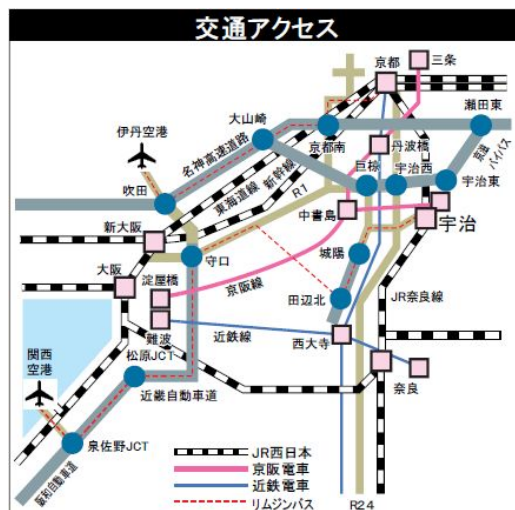 交通アクセス
三条
京都
瀬田東
大山崎
伊丹空港
名神高速道路
京都南
丹波橋
京滋バイパス
巨椋
宇治西
宇治東
吹田
東海道線
新幹線
R1
中書島
宇治
新大阪
守口
城陽
大阪
淀屋橋
京阪線
田辺北
JR奈良線
難波
近鉄線
西大寺
関西
空港
松原JCT
奈良
近畿自動車道
泉佐野JCT
阪和自動車道
JR西日本
京阪電車
近鉄電車
リムジンバス
R24